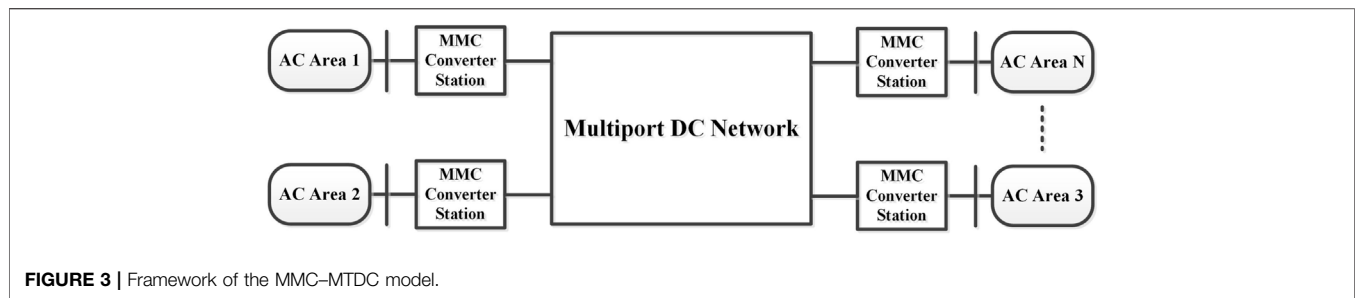 AC Area 1
MMC
Converter
Station
Multiport DC Network
MMC
Converter
Station
AC Area N
AC Area 2
MMC
Converter
Station
MMC
Converter
Station
AC Area 3
FIGURE 3 | Framework of the MMC–MTDC model.